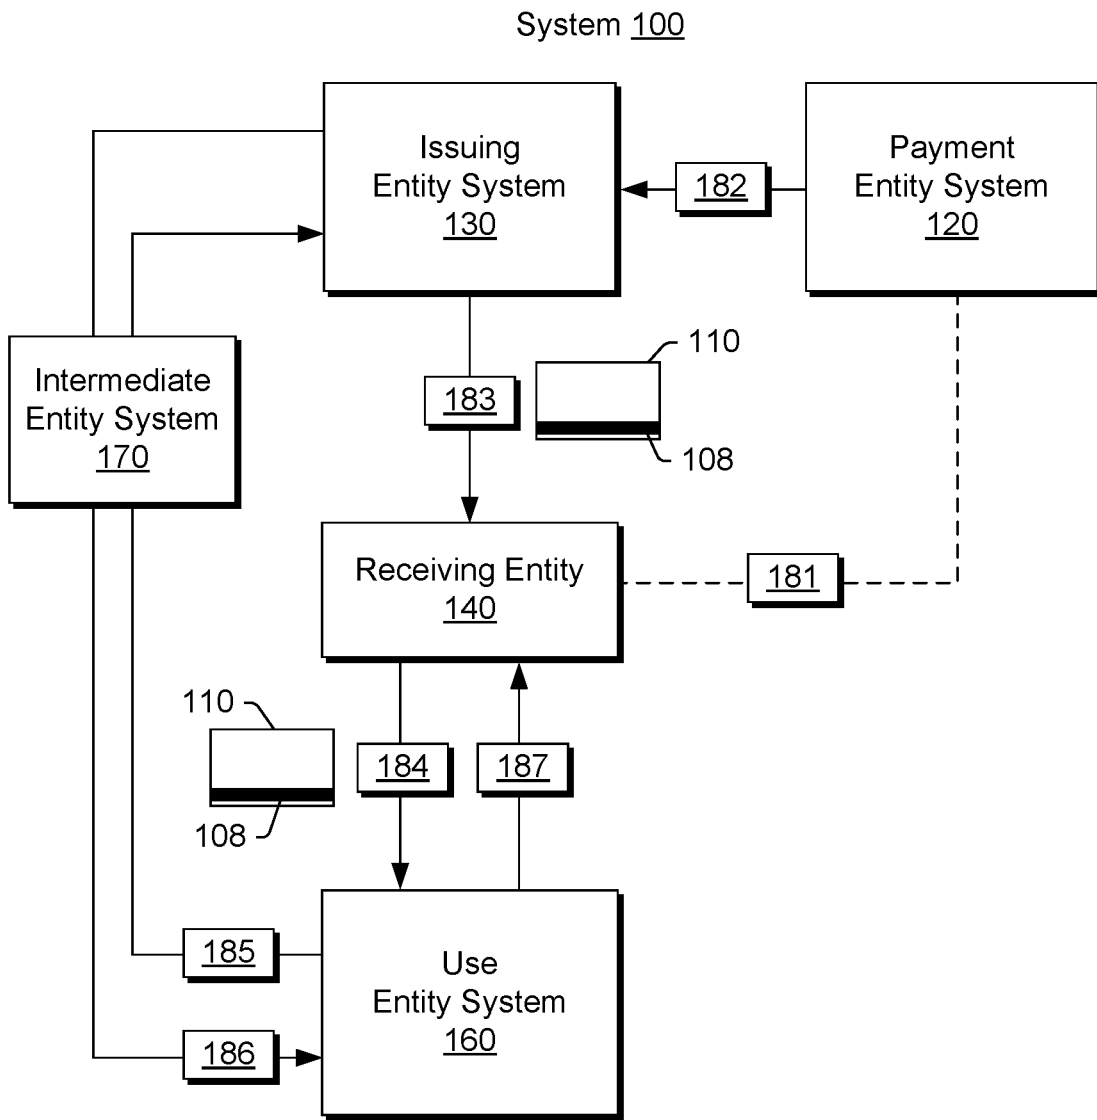 System 100
Issuing
Entity System
130
182
Payment
Entity System
120
110
183
108
Intermediate
Entity System
170
Receiving Entity
140
181
110
184
187
108
185
Use
Entity System
160
186